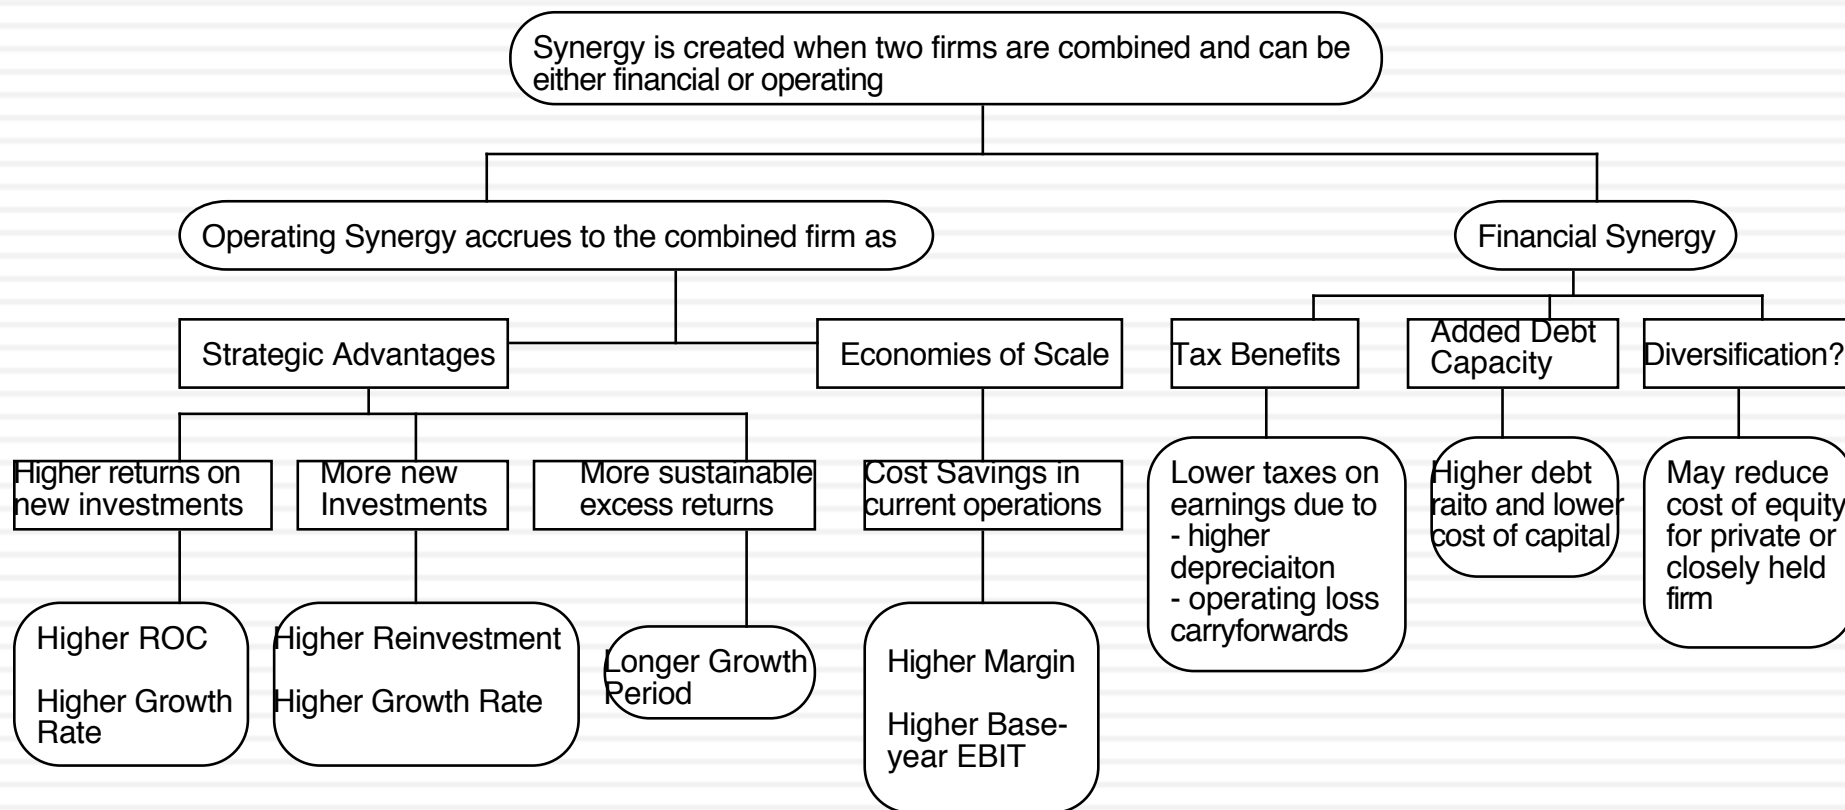 Synergy is created when two firms are combined and can be
either financial or operating
Operating Synergy accrues to the combined firm as
Financial Synergy
Strategic Advantages
Economies of Scale
Tax Benefits
Added Debt
Capacity
Diversification?
Higher returns on
new investments
More new
Investments
More sustainable
excess returns
Cost Savings in
current operations
Lower taxes on
earnings due to
- higher
depreciaiton
- operating loss
carryforwards
Higher debt
raito and lower
cost of capital
May reduce
cost of equity
for private or
closely held
firm
Higher ROC
Higher Growth
Rate
Higher Reinvestment
Higher Growth Rate
Longer Growth
Period
Higher Margin
Higher Base-
year EBIT